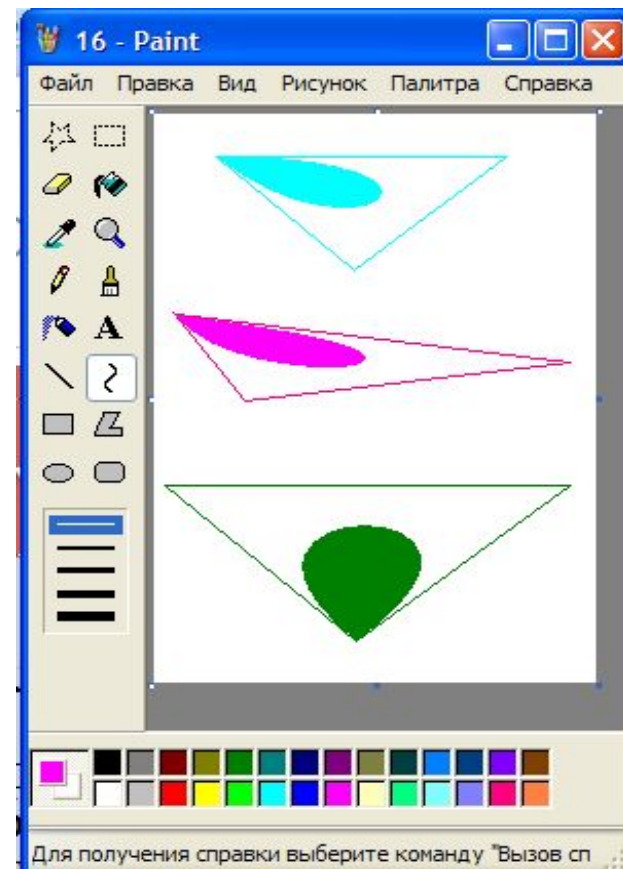 16 - Paint
Файл Правка Вид Рисунок Палитра Справка
A
Для получения справки выберите команду "Вызов сп